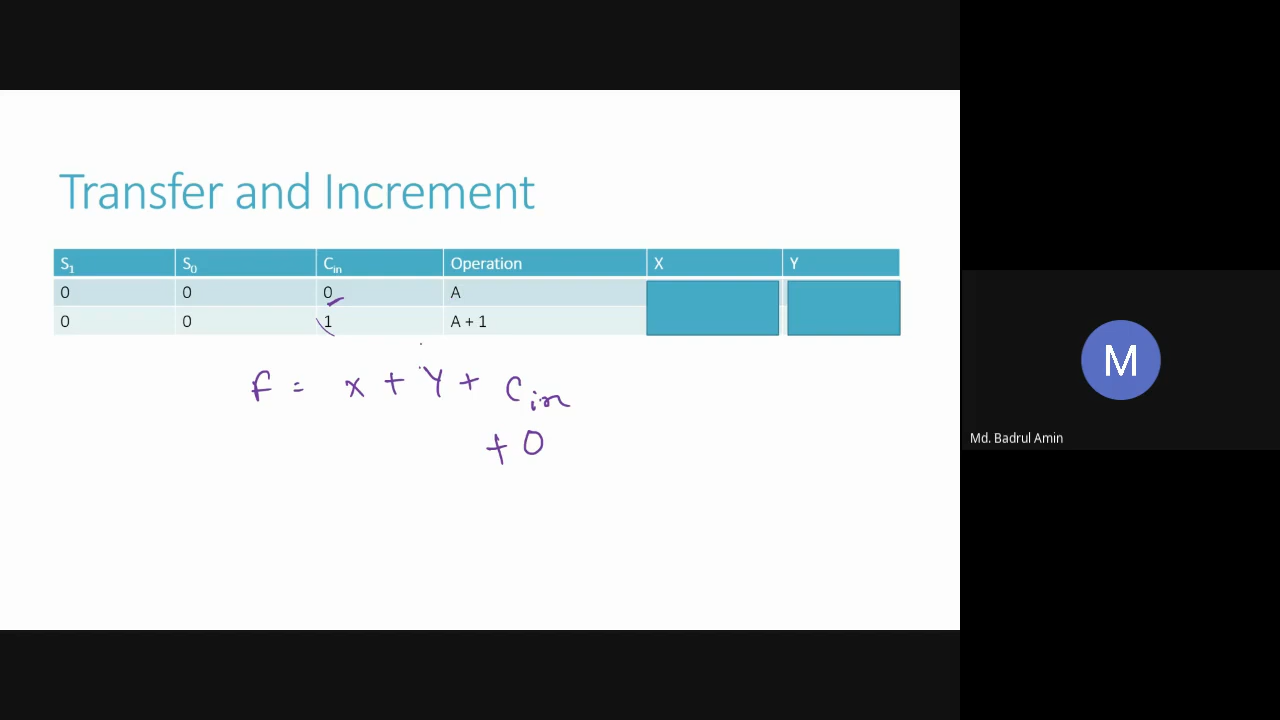 Transfer and Increment
S1 S0 Cin Operation X Y
0 0 0 A
0 0 1 A + 1
F = X + Y + Cin
+ 0
M
Md. Badrul Amin